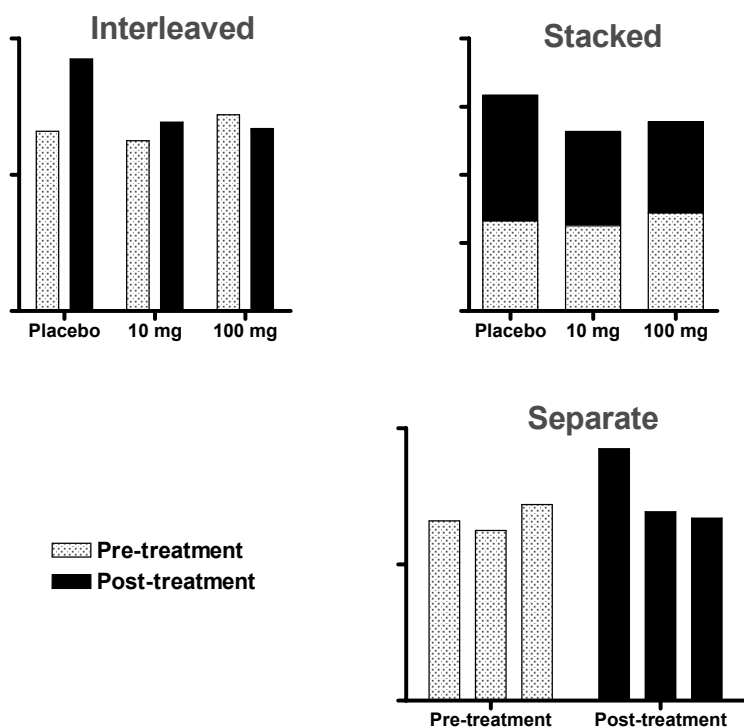 Interleaved
Placebo 10 mg 100 mg
Stacked
Placebo 10 mg 100 mg
Pre-treatment
Post-treatment
Separate
Pre-treatment Post-treatment